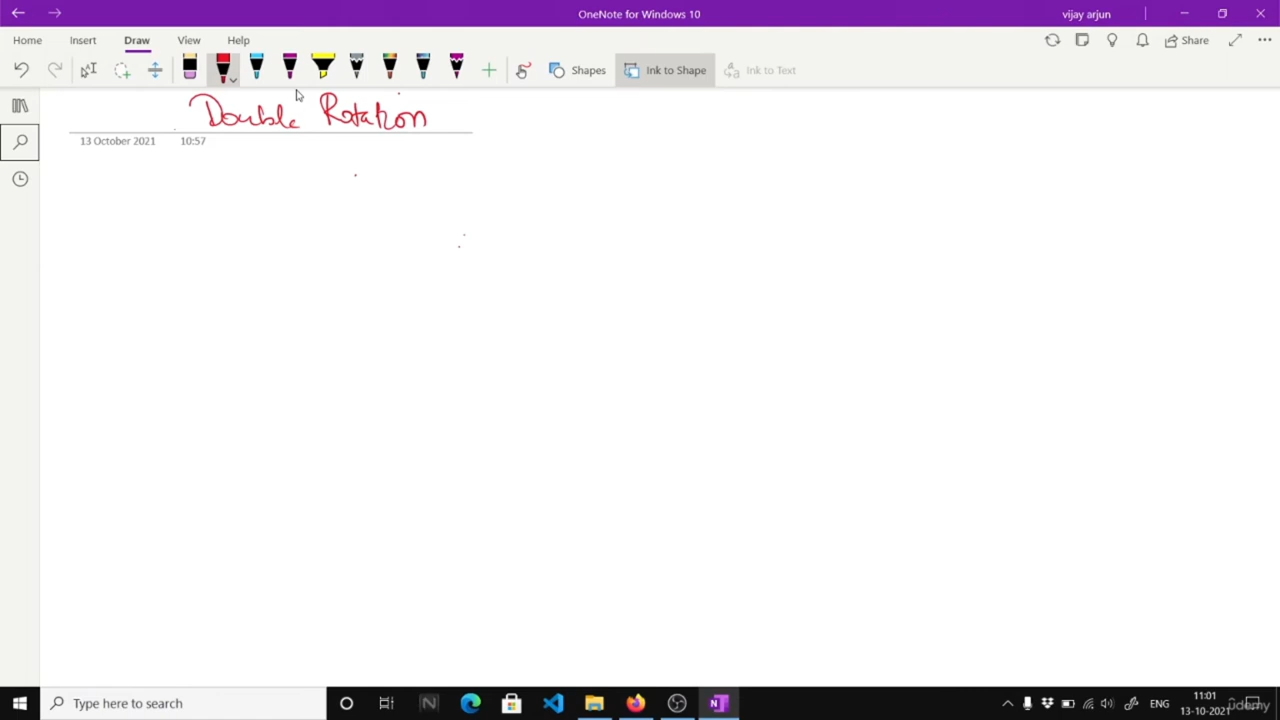 OneNote for Windows 10
vijay arjun
Home Insert Draw View Help
Share
Shapes Ink to Shape Ink to Text
Double Rotation
13 October 2021 10:57
Type here to search
N
N
ENG
11:01
13-10-2021
ûdemy